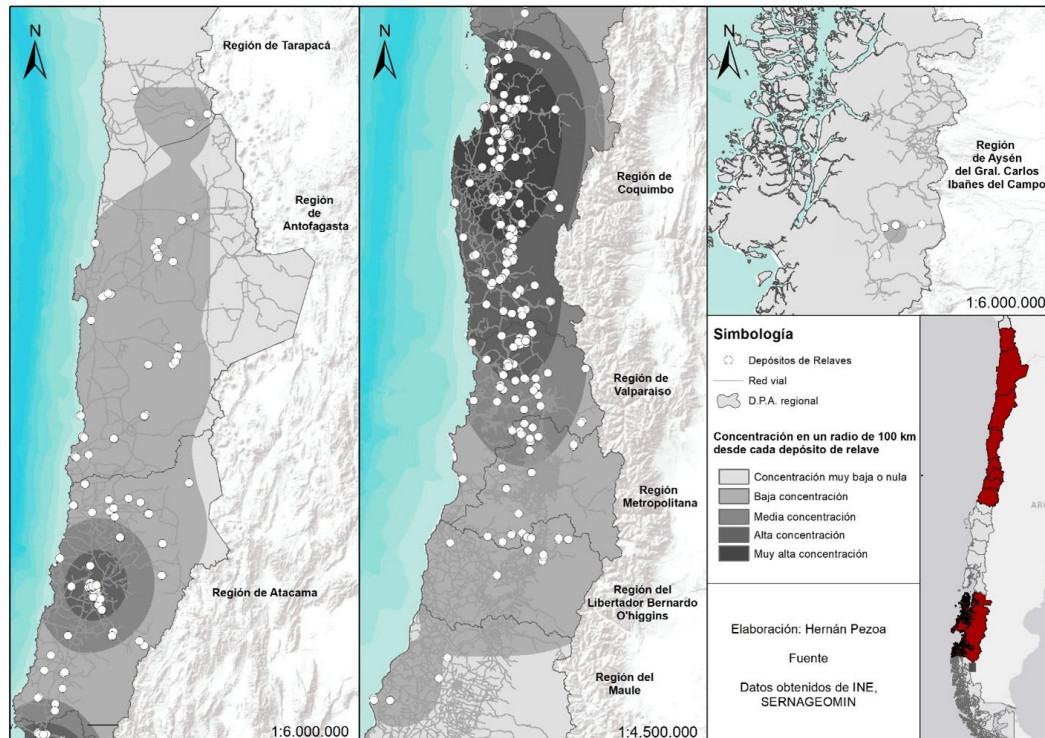 N
Región de Tarapacá
Región
de
Antofagasta
Región de Atacama
1:6.000.000
N
Región de
Coquimbo
Región de
Valparaiso
Región
Metropolitana
Región del
Libertador Bernardo
O'higgins
Región del
Maule
1:4.500.000
N
Región
de Aysén
del Gral. Carlos
Ibañes del Campo
1:6.000.000
Simbología
Depósitos de Relaves
Red vial
D.P.A. regional
Concentración en un radio de 100 km
desde cada depósito de relave
Concentración muy baja o nula
Baja concentración
Media concentración
Alta concentración
Muy alta concentración
Elaboración: Hernán Pezoa
Fuente
Datos obtenidos de INE,
SERNAGEOMIN
AR